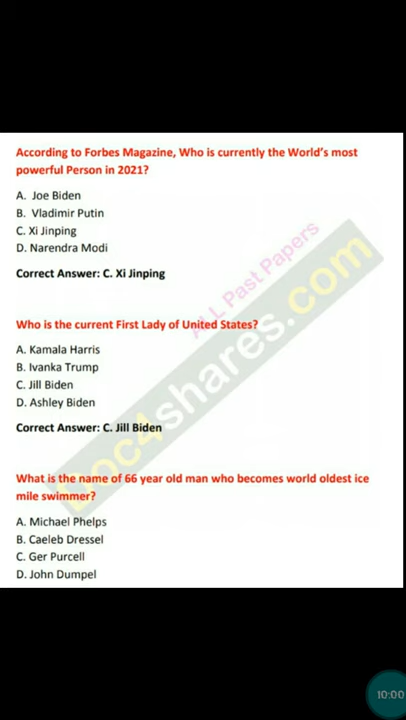 According to Forbes Magazine, Who is currently the World's most
powerful Person in 2021?
A. Joe Biden
B. Vladimir Putin
C. Xi Jinping
D. Narendra Modi
Correct Answer: C. Xi Jinping
Who is the current First Lady of United States?
A. Kamala Harris
B. Ivanka Trump
C. Jill Biden
D. Ashley Biden
Correct Answer: C. Jill Biden
What is the name of 66 year old man who becomes world oldest ice
mile swimmer?
A. Michael Phelps
B. Caeleb Dressel
C. Ger Purcell
D. John Dumpel
ALL Past Papers
Doc4shares.com
10:00